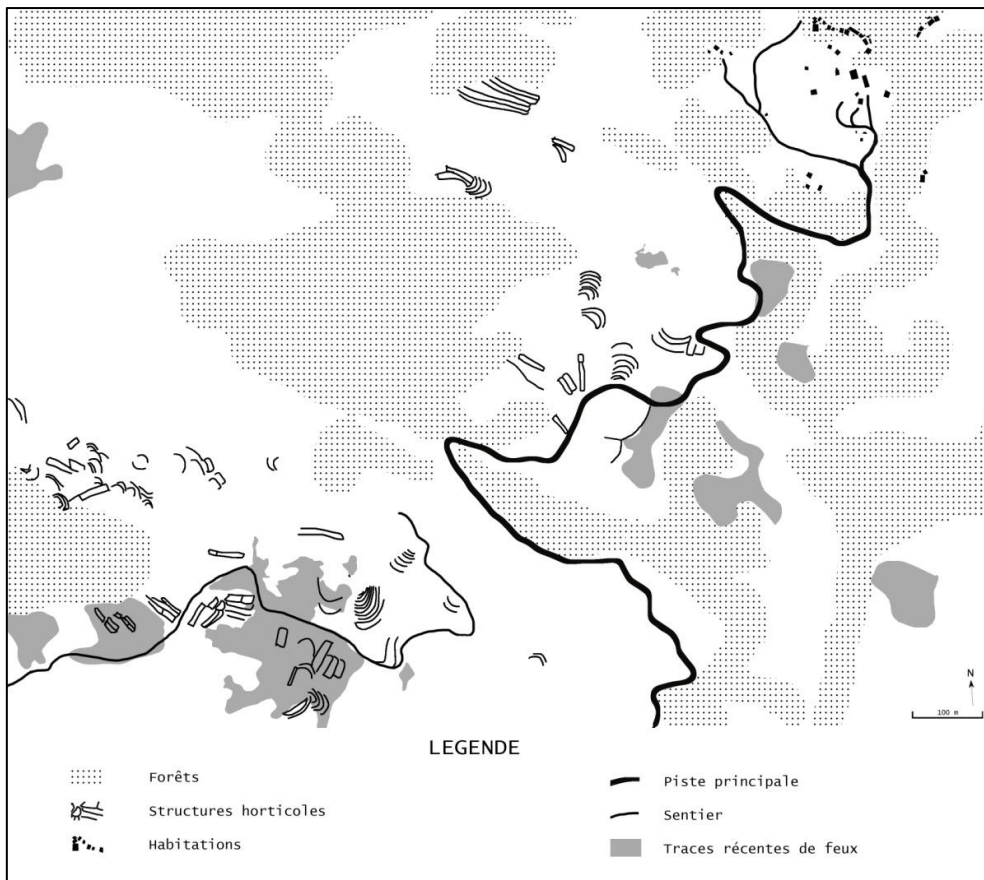 N
100 m
LEGENDE
Forêts
Structures horticoles
Habitations
Piste principale
Sentier
Traces récentes de feux